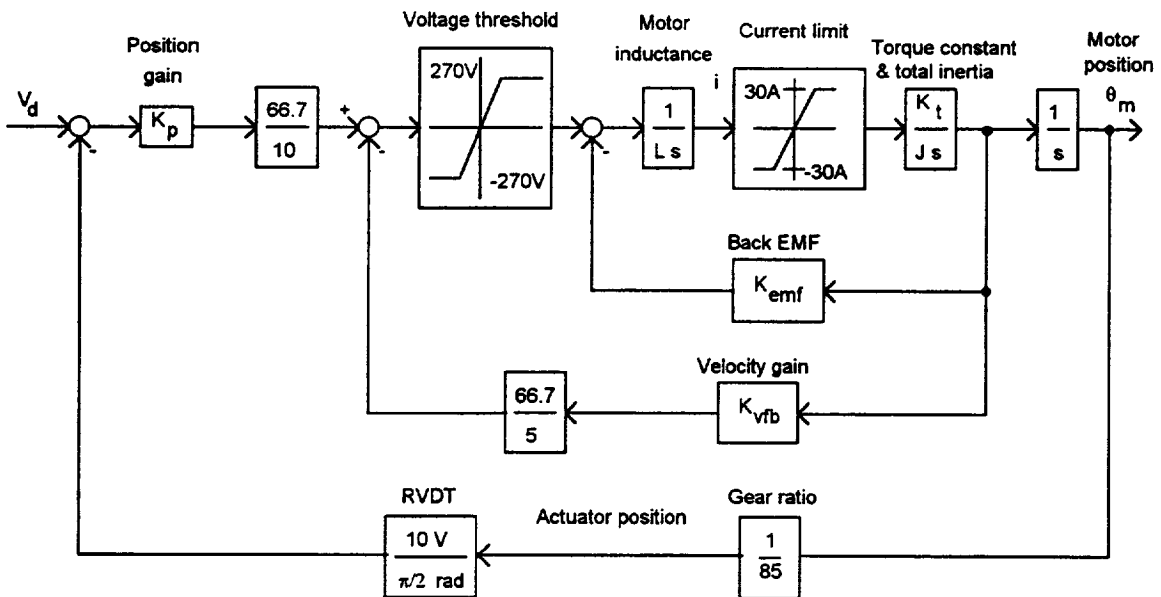 Voltage threshold
Motor
inductance
Current limit
Torque constant
& total inertia
Motor
position
Position
gain
V_d
-
K_p
66.7
10
+
-
270V
-270V
-
1
L s
i
30A
-30A
K_t
J s
1
s
θ_m
Back EMF
K_emf
Velocity gain
66.7
5
K_vfb
RVDT
10 V
π/2 rad
Actuator position
Gear ratio
1
85